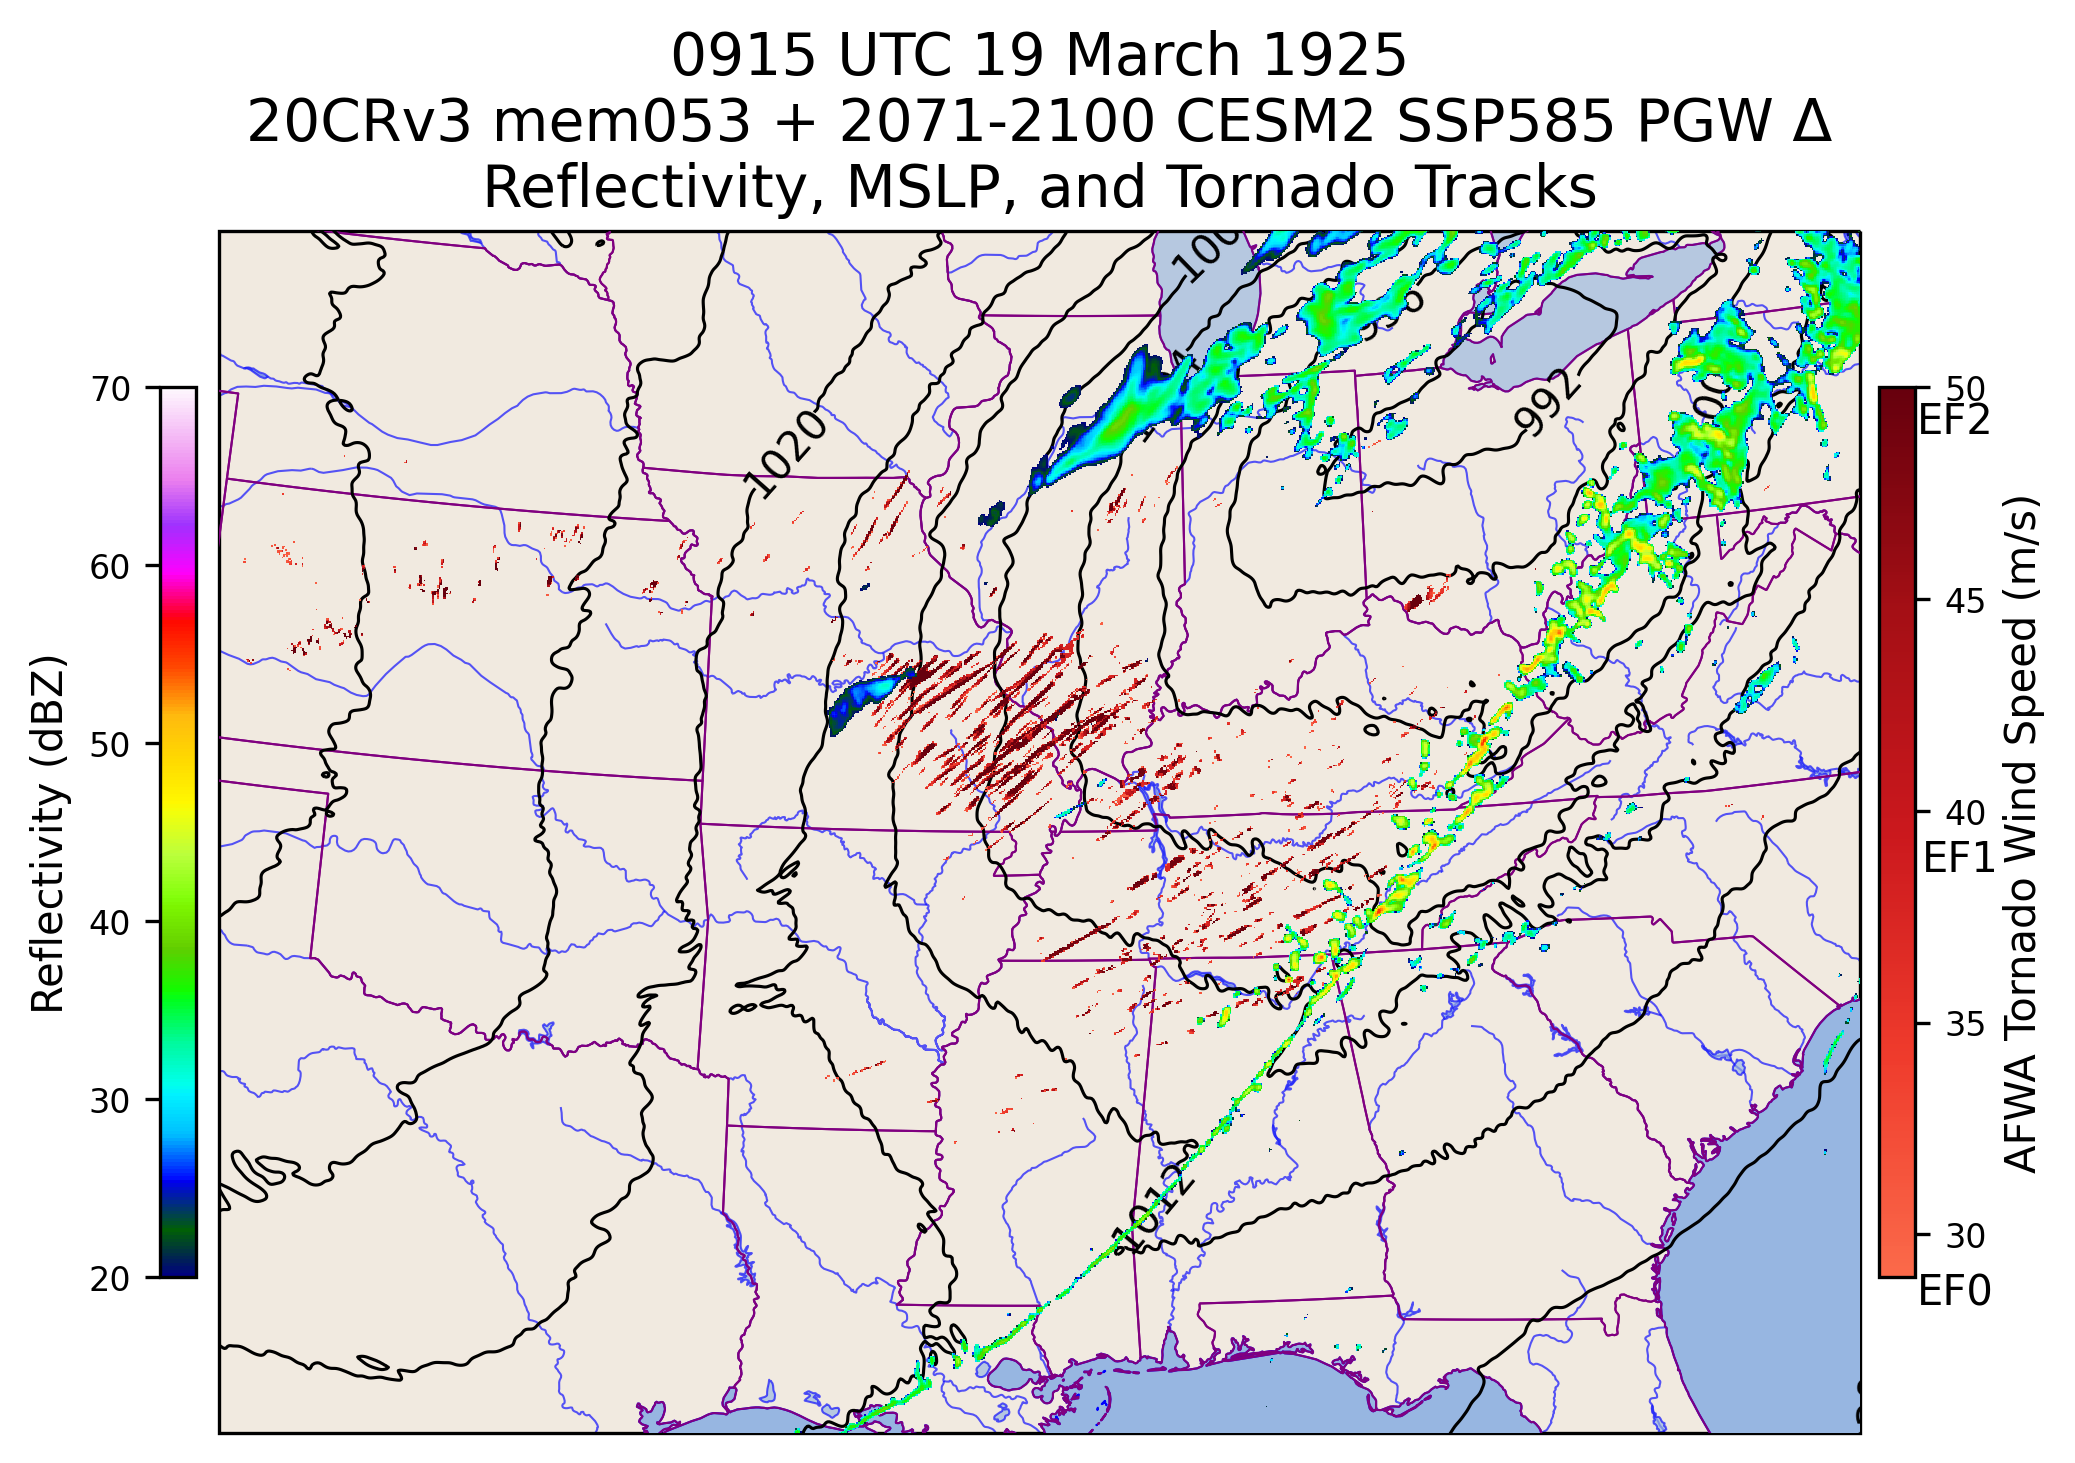 0915 UTC 19 March 1925
20CRv3 mem053 + 2071-2100 CESM2 SSP585 PGW Δ
Reflectivity, MSLP, and Tornado Tracks
70
60
50
40
30
20
Reflectivity (dBZ)
1020
992
1012
50
EF2
45
40
EF1
35
30
EF0
AFWA Tornado Wind Speed (m/s)